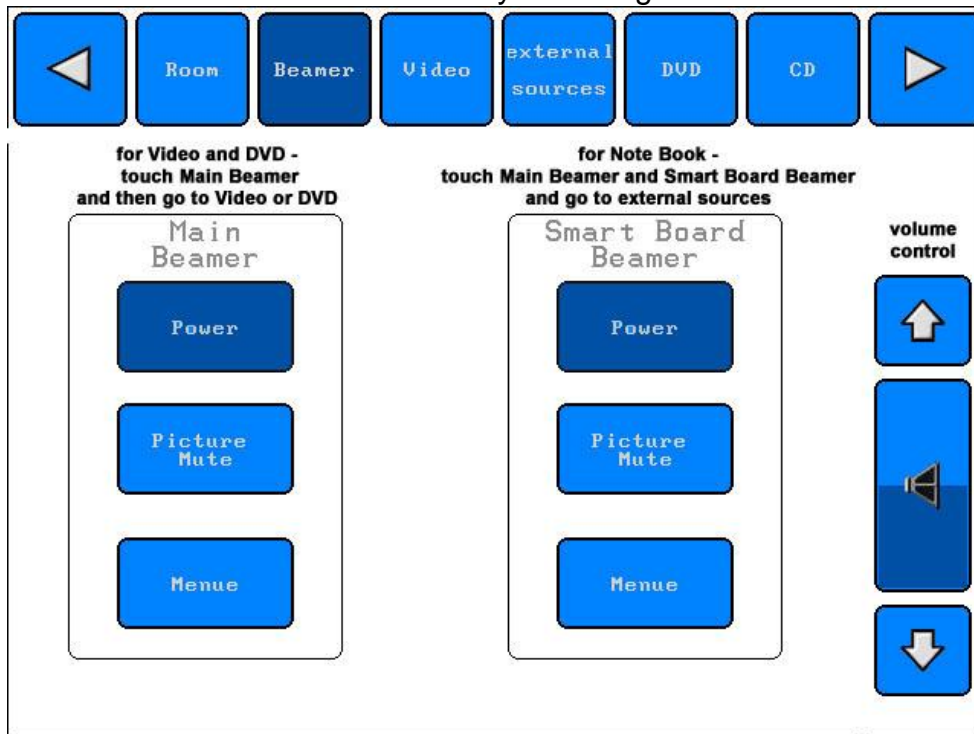 Room
Beamer
Video
external
sources
DVD
CD
for Video and DVD -
touch Main Beamer
and then go to Video or DVD
for Note Book -
touch Main Beamer and Smart Board Beamer
and go to external sources
Main
Beamer
Power
Picture
Mute
Menue
Smart Board
Beamer
Power
Picture
Mute
Menue
volume
control